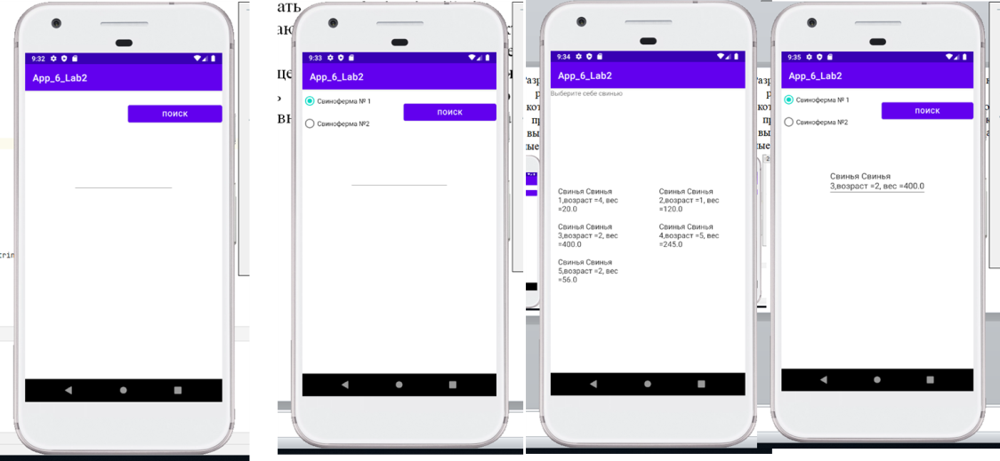 9:32
App_6_Lab2
ПОИСК
ать
9:33
App_6_Lab2
Свиноферма № 1
ПОИСК
Свиноферма №2
9:34
App_6_Lab2
Выберите себе свинью
Свинья Свинья
1,возраст =4, вес
=20.0
Свинья Свинья
2,возраст =1, вес
=120.0
Свинья Свинья
3,возраст =2, вес
=400.0
Свинья Свинья
4,возраст =5, вес
=245.0
Свинья Свинья
5,возраст =2, вес
=56.0
9:35
App_6_Lab2
Свиноферма № 1
ПОИСК
Свиноферма №2
Свинья Свинья
3,возраст =2, вес =400.0